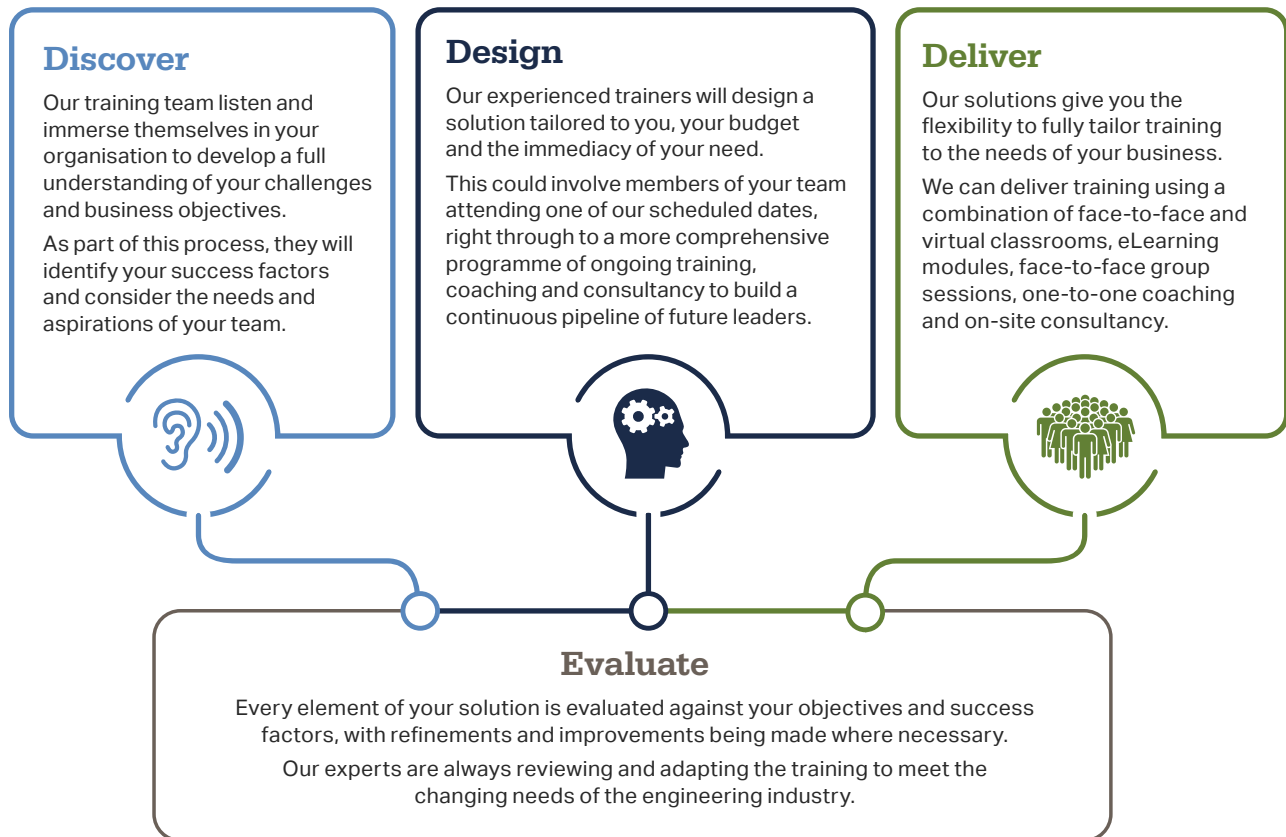 Discover
Our training team listen and
immerse themselves in your
organisation to develop a full
understanding of your challenges
and business objectives.
As part of this process, they will
identify your success factors
and consider the needs and
aspirations of your team.
Design
Our experienced trainers will design a
solution tailored to you, your budget
and the immediacy of your need.
This could involve members of your team
attending one of our scheduled dates,
right through to a more comprehensive
programme of ongoing training,
coaching and consultancy to build a
continuous pipeline of future leaders.
Deliver
Our solutions give you the
flexibility to fully tailor training
to the needs of your business.
We can deliver training using a
combination of face-to-face and
virtual classrooms, eLearning
modules, face-to-face group
sessions, one-to-one coaching
and on-site consultancy.
Evaluate
Every element of your solution is evaluated against your objectives and success
factors, with refinements and improvements being made where necessary.
Our experts are always reviewing and adapting the training to meet the
changing needs of the engineering industry.